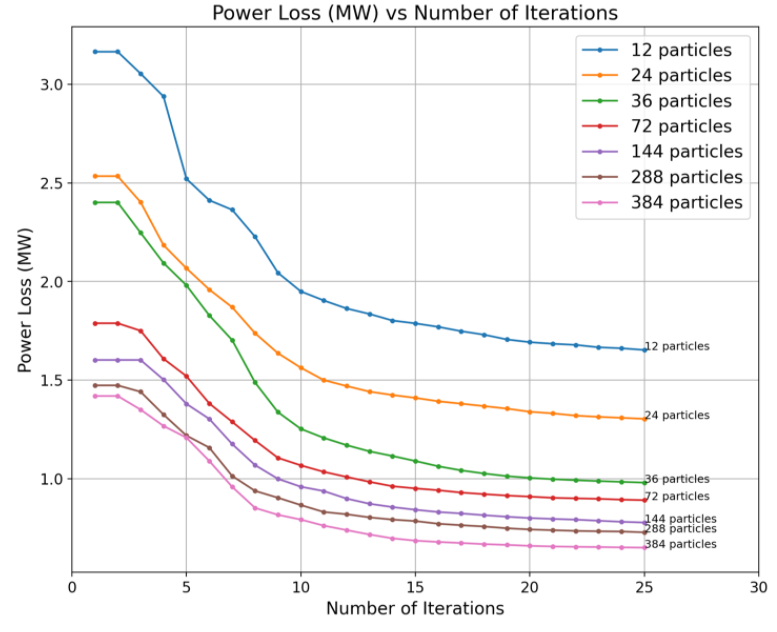 Power Loss (MW) vs Number of Iterations
12 particles
24 particles
36 particles
72 particles
144 particles
288 particles
384 particles
Power Loss (MW)
3.0
2.5
2.0
1.5
1.0
12 particles
24 particles
36 particles
72 particles
144 particles
288 particles
384 particles
0 5 10 15 20 25 30
Number of Iterations